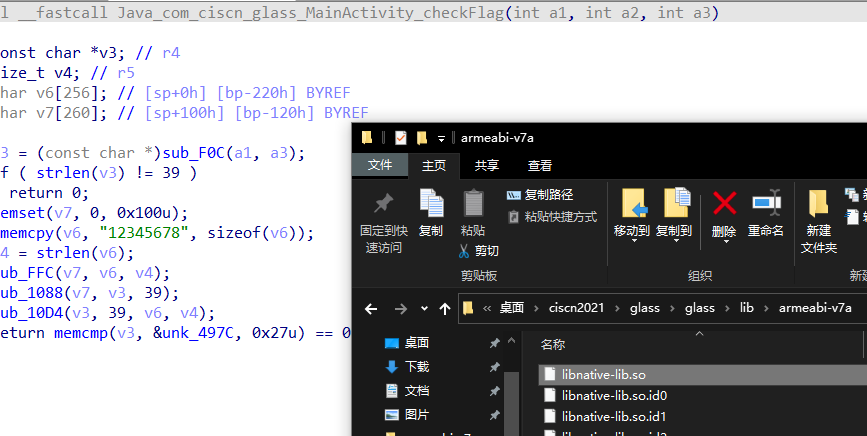 l __fastcall Java_com_ciscn_glass_MainActivity_checkFlag(int a1, int a2, int a3)
onst char *v3; // r4
ize_t v4; // r5
har v6[256]; // [sp+0h] [bp-220h] BYREF
har v7[260]; // [sp+100h] [bp-120h] BYREF
3 = (const char *)sub_F0C(a1, a3);
f ( strlen(v3) != 39 )
return 0;
emset(v7, 0, 0x100u);
memcpy(v6, "12345678", sizeof(v6));
4 = strlen(v6);
ub_FFC(v7, v6, v4);
ub_1088(v7, v3, 39);
ub_10D4(v3, 39, v6, v4);
eturn memcmp(v3, &unk_497C, 0x27u) == 0
armeabi-v7a
文件 主页 共享 查看
固定到快速访问
复制
粘贴
复制路径
粘贴快捷方式
剪切
移动到 复制到
删除 重命名
新建
文件夹
剪贴板
组织
新建
« 桌面 › ciscn2021 › glass › glass › lib › armeabi-v7a
桌面
下载
文档
图片
名称
libnative-lib.so
libnative-lib.so.id0
libnative-lib.so.id1